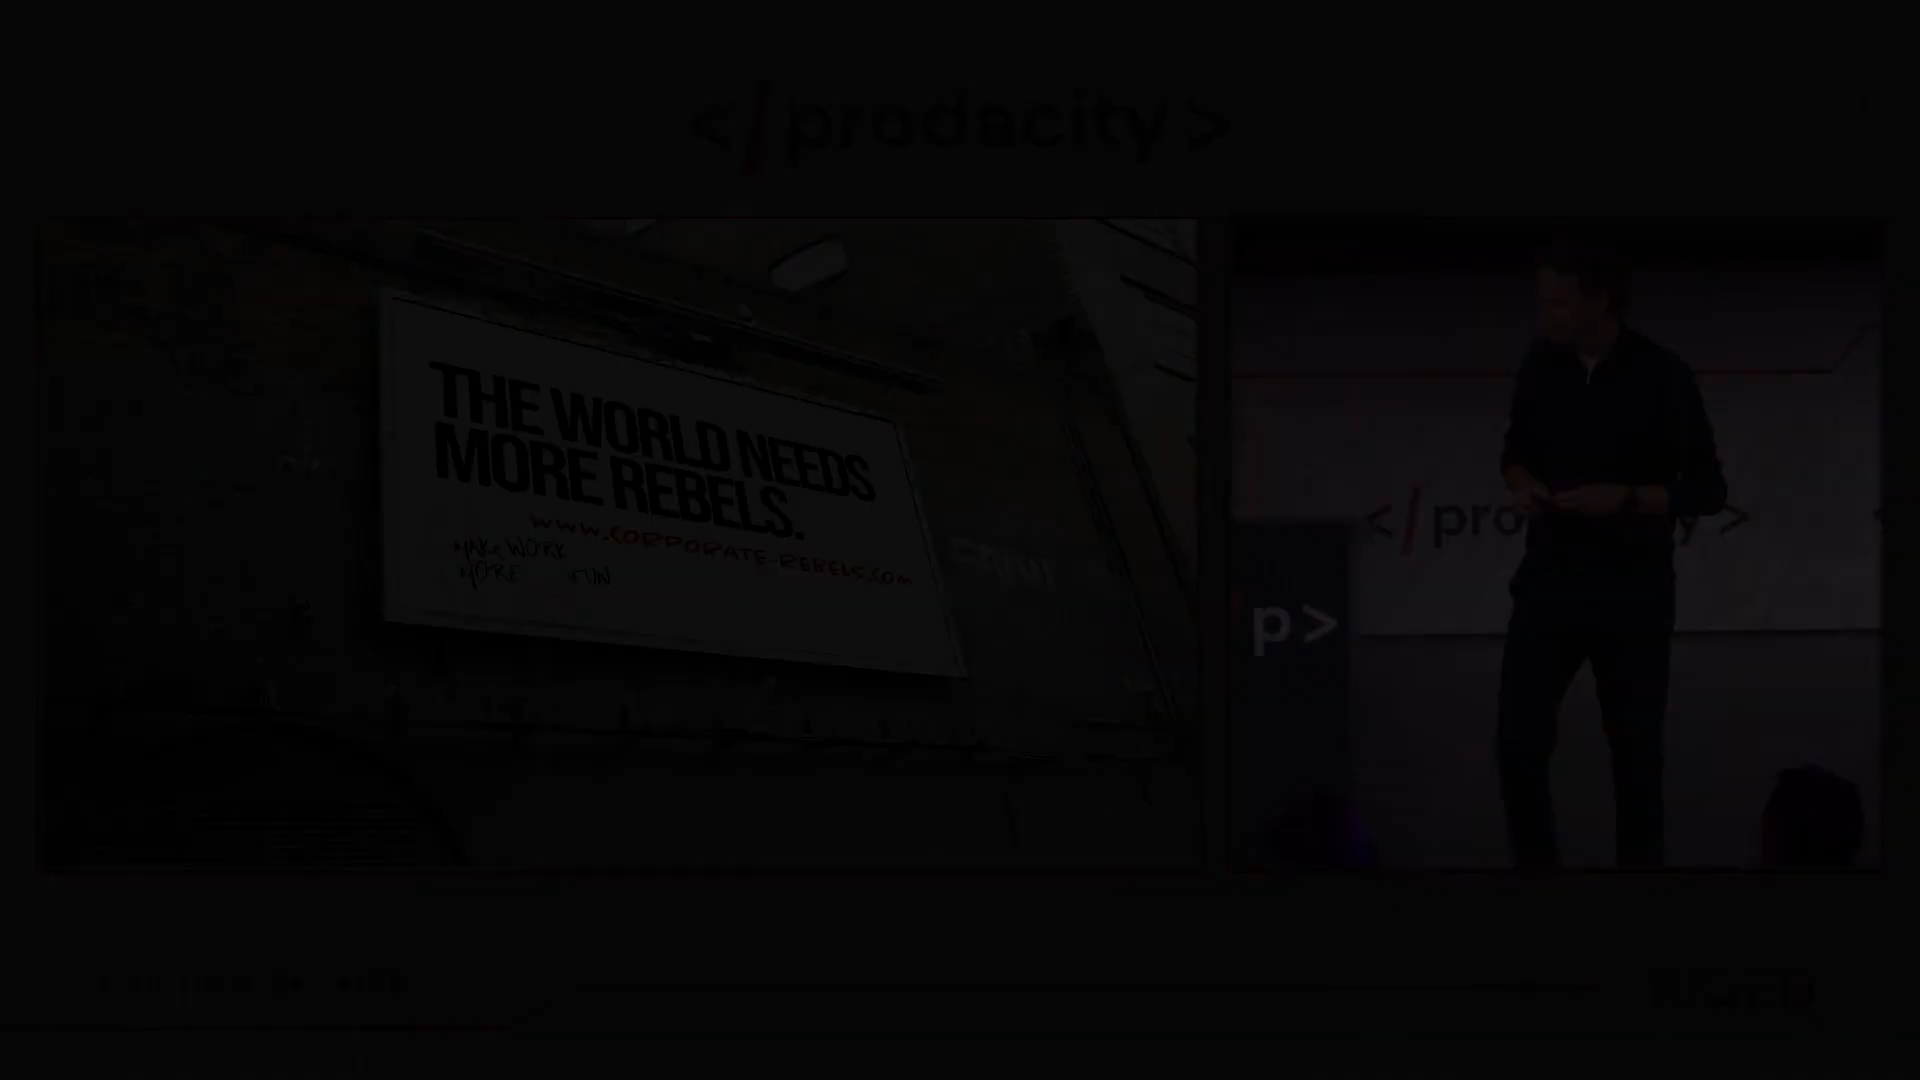 </prodacity>
THE WORLD NEEDS
MORE REBELS.
www.CORPORATE-REBELS.COM
MAKE WORK
MORE FUN
</pro
y>
p>